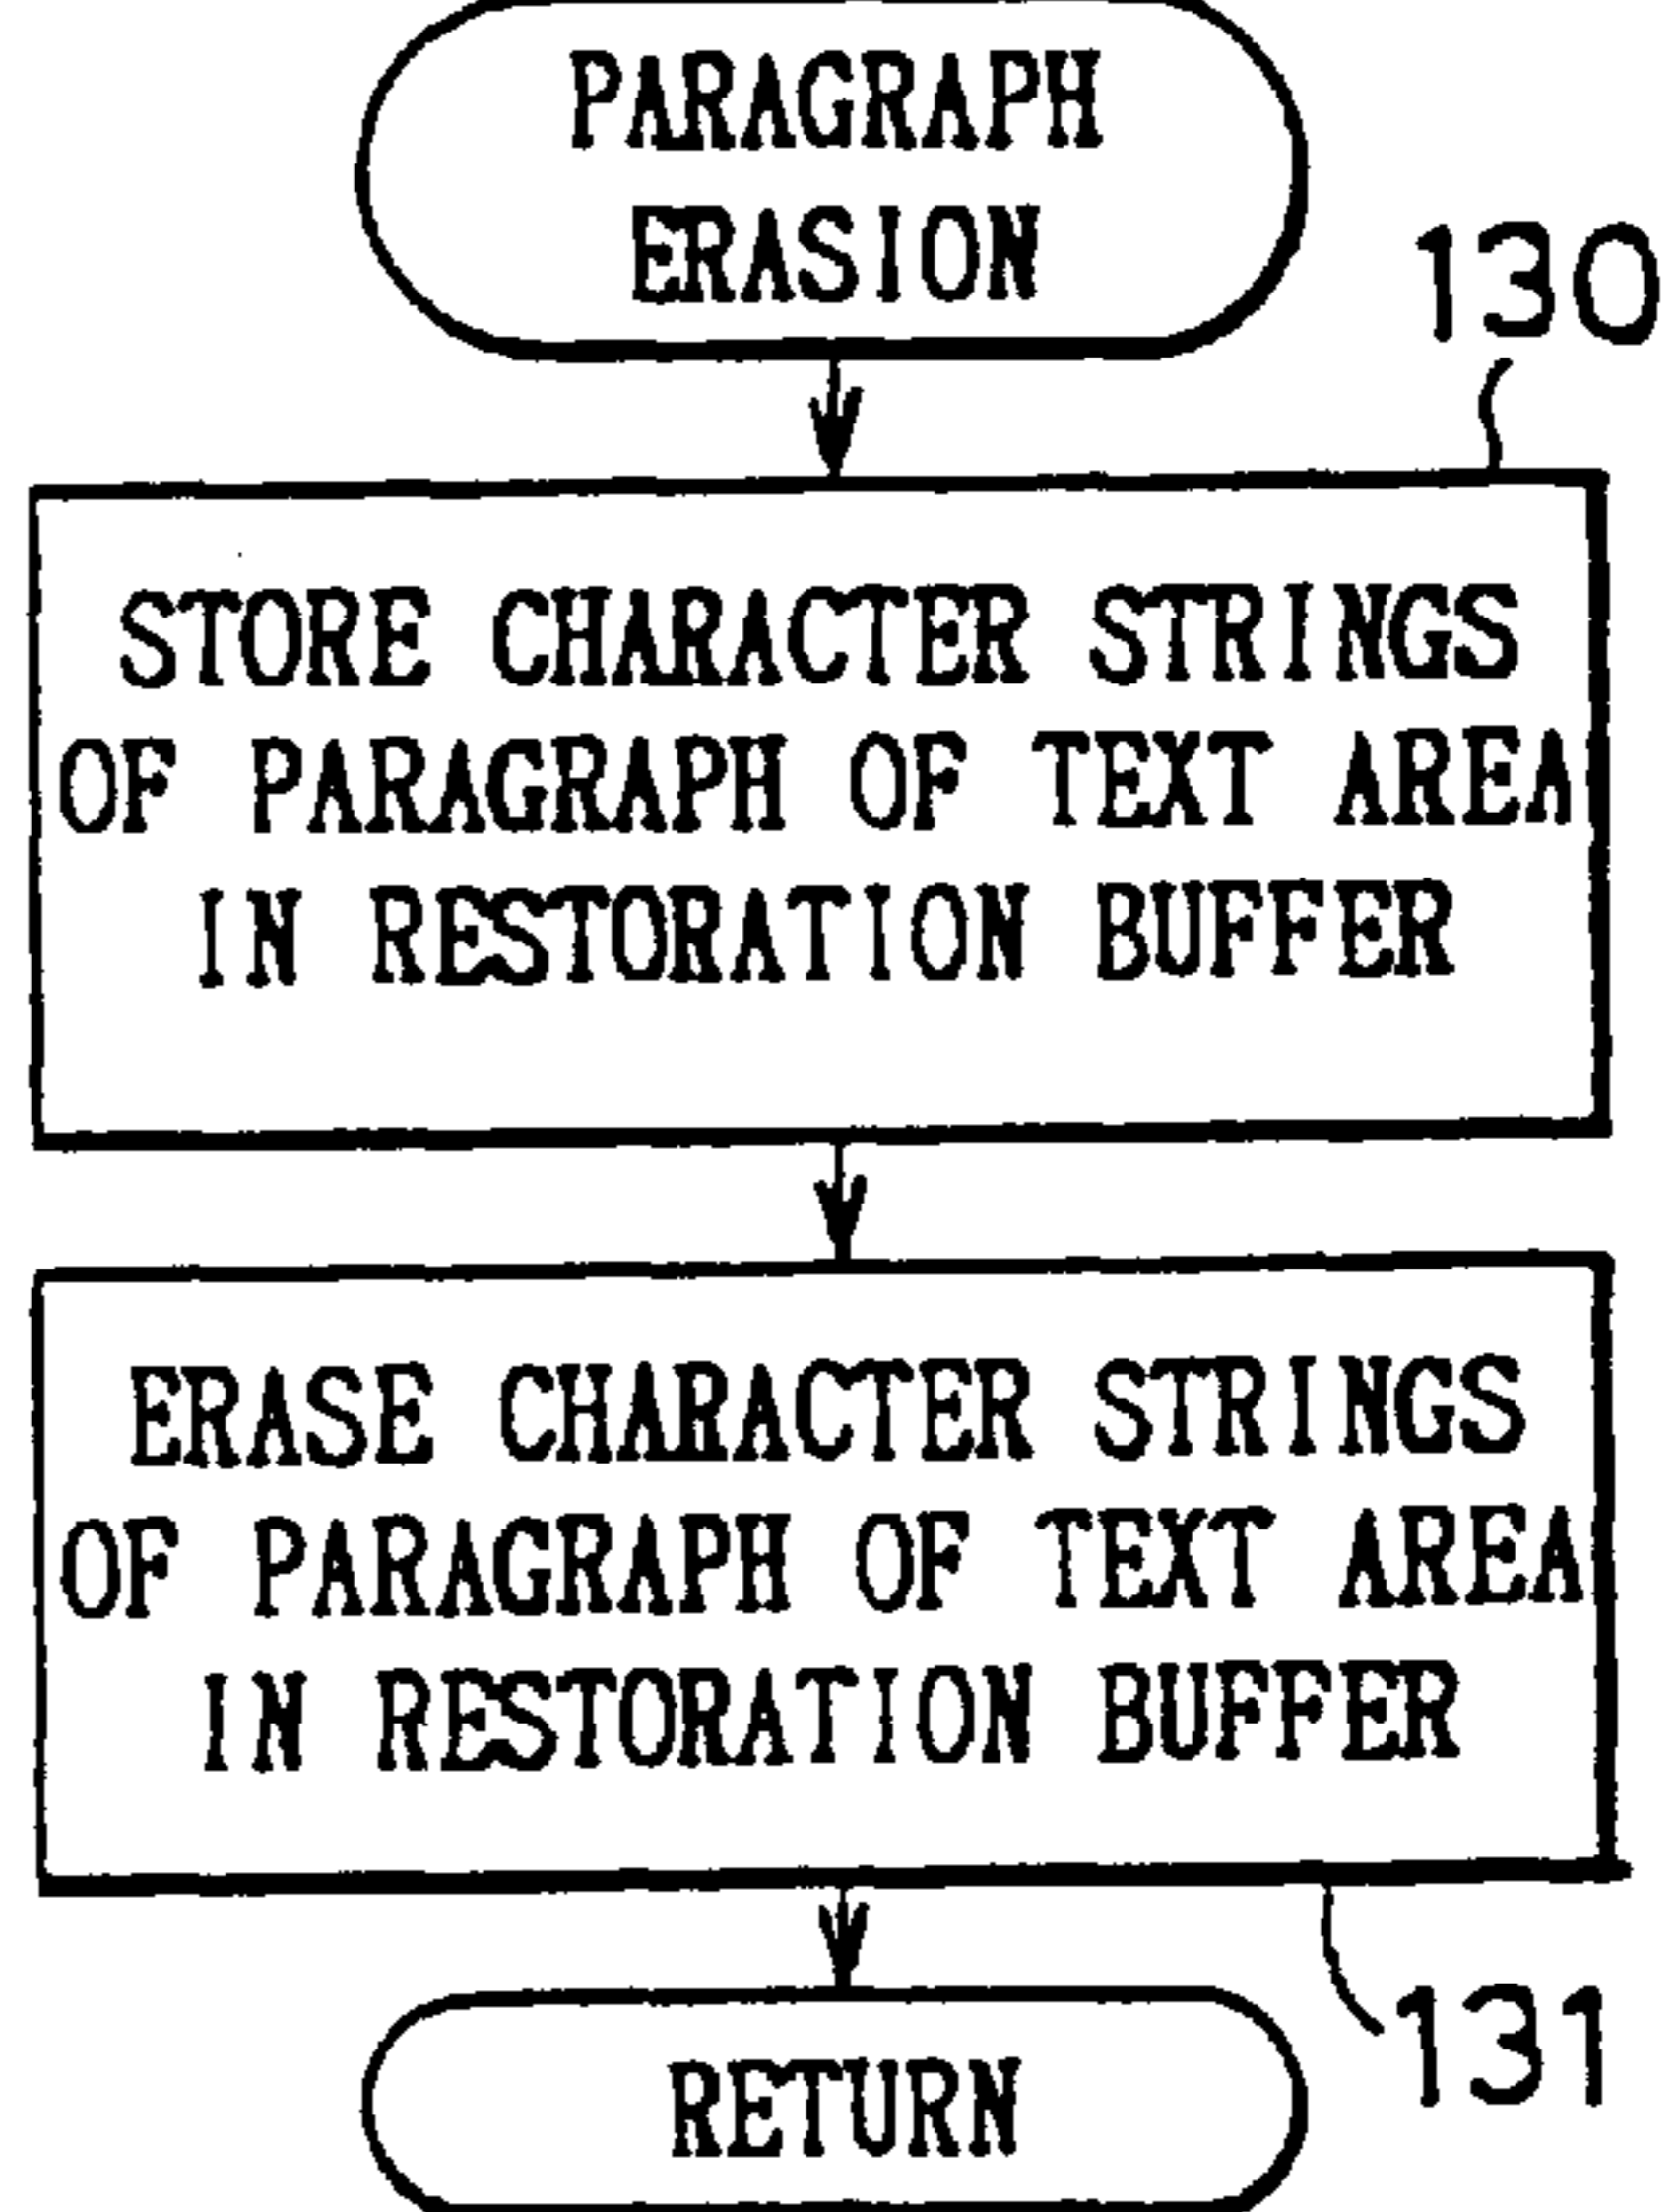 PARAGRAPH
ERASION
130
STORE CHARACTER STRINGS
OF PARAGRAPH OF TEXT AREA
IN RESTORATION BUFFER
ERASE CHARACTER STRINGS
OF PARAGRAPH OF TEXT AREA
IN RESTORATION BUFFER
131
RETURN